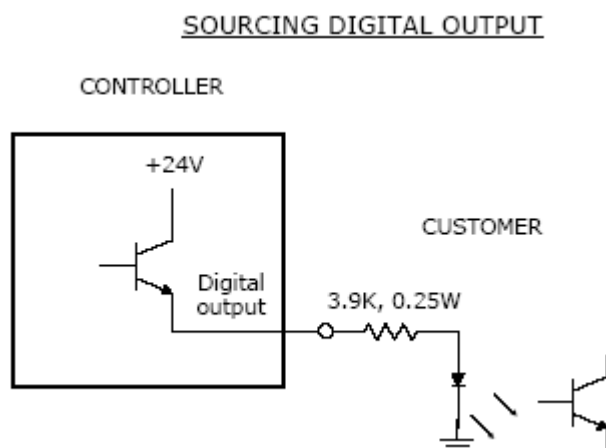 SOURCING DIGITAL OUTPUT
CONTROLLER
+24V
CUSTOMER
Digital
output
3.9K, 0.25W